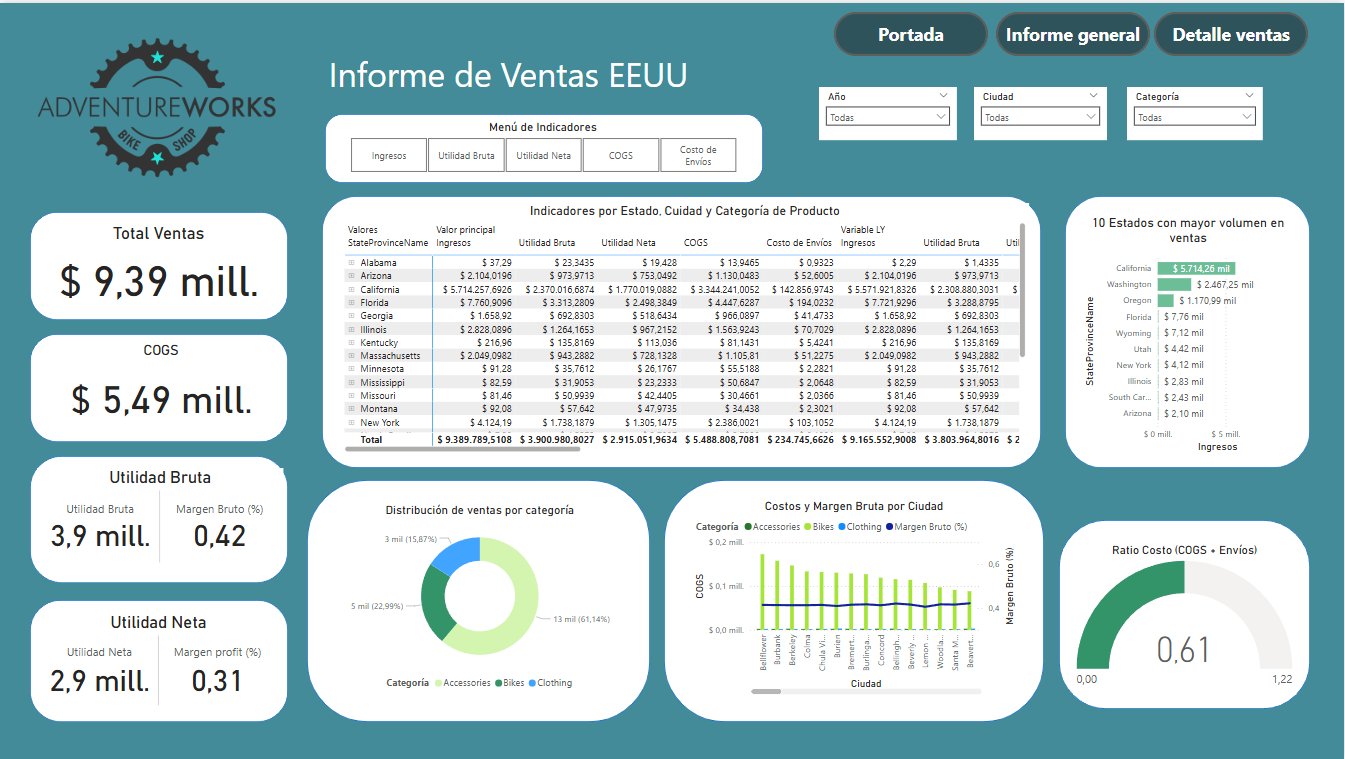 Portada
Informe general
Detalle ventas
ADVENTUREWORKS
BIKE SHOP
Informe de Ventas EEUU
Año
Todas
Ciudad
Todas
Categoría
Todas
Menú de Indicadores
Ingresos
Utilidad Bruta
Utilidad Neta
COGS
Costo de
Envíos
Total Ventas
$ 9,39 mill.
COGS
$ 5,49 mill.
Utilidad Bruta
Utilidad Bruta Margen Bruto (%)
3,9 mill. 0,42
Utilidad Neta
Utilidad Neta Margen profit (%)
2,9 mill. 0,31
Indicadores por Estado, Cuidad y Categoría de Producto
Valores Valor principal Variable LY
StateProvinceName Ingresos Utilidad Bruta Utilidad Neta COGS Costo de Envíos Ingresos Utilidad Bruta Util
Alabama $ 37,29 $ 23,3435 $ 19,428 $ 13,9465 $ 0,9323 $ 2,29 $ 1,4335
Arizona $ 2.104,0196 $ 973,9713 $ 753,0492 $ 1.130,0483 $ 52,6005 $ 2.104,0196 $ 973,9713
California $ 5.714.257,6926 $ 2.370.016,6874 $ 1.770.019,0882 $ 3.344.241,0052 $ 142.856,9743 $ 5.571.921,8326 $ 2.308.880,3031 $
Florida $ 7.760,9096 $ 3.313,2809 $ 2.498,3849 $ 4.447,6287 $ 194,0232 $ 7.721,9296 $ 3.288,8795
Georgia $ 1.658,92 $ 692,8303 $ 518,6434 $ 966,0897 $ 41,4733 $ 1.658,92 $ 692,8303
Illinois $ 2.828,0896 $ 1.264,1653 $ 967,2152 $ 1.563,9243 $ 70,7029 $ 2.828,0896 $ 1.264,1653
Kentucky $ 216,96 $ 135,8169 $ 113,036 $ 81,1431 $ 5,4241 $ 216,96 $ 135,8169
Massachusetts $ 2.049,0982 $ 943,2882 $ 728,1328 $ 1.105,81 $ 51,2275 $ 2.049,0982 $ 943,2882
Minnesota $ 91,28 $ 35,7612 $ 26,1767 $ 55,5188 $ 2,2821 $ 91,28 $ 35,7612
Mississippi $ 82,59 $ 31,9053 $ 23,2333 $ 50,6847 $ 2,0648 $ 82,59 $ 31,9053
Missouri $ 81,46 $ 50,9939 $ 42,4405 $ 30,4661 $ 2,0366 $ 81,46 $ 50,9939
Montana $ 92,08 $ 57,642 $ 47,9735 $ 34,438 $ 2,3021 $ 92,08 $ 57,642
New York $ 4.124,19 $ 1.738,1879 $ 1.305,1475 $ 2.386,0021 $ 103,1052 $ 4.124,19 $ 1.738,1879
Total $ 9.389.789,5108 $ 3.900.980,8027 $ 2.915.051,9634 $ 5.488.808,7081 $ 234.745,6626 $ 9.165.552,9008 $ 3.803.964,8016 $ 2
10 Estados con mayor volumen en
ventas
StateProvinceName
California $ 5.714,26 mil
Washington $ 2.467,25 mil
Oregon $ 1.170,99 mil
Florida $ 7,76 mil
Wyoming $ 7,12 mil
Utah $ 4,42 mil
New York $ 4,12 mil
Illinois $ 2,83 mil
South Car... $ 2,43 mil
Arizona $ 2,10 mil
$ 0 mill. $ 5 mill.
Ingresos
Distribución de ventas por categoría
3 mil (15,87%)
5 mil (22,99%)
13 mil (61,14%)
Categoría Accessories Bikes Clothing
Costos y Margen Bruta por Ciudad
Categoría Accessories Bikes Clothing Margen Bruto (%)
COGS
$ 0,2 mill.
$ 0,1 mill.
$ 0,0 mill.
0,6
0,4
Margen Bruto (%)
Bellflower
Burbank
Berkeley
Colma
Chula Vi...
Burien
Bremert...
Burlinga...
Concord
Bellingh...
Beverly ...
Lemon ...
Woodla...
Santa M...
Beavert...
Ciudad
Ratio Costo (COGS + Envíos)
0,61
0,00 1,22